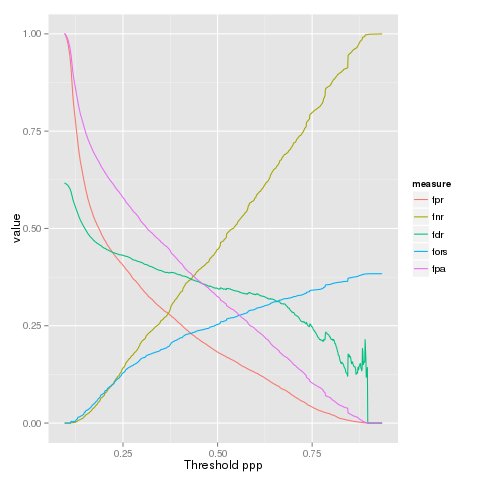 1.00
0.75
0.50
0.25
0.00
value
0.25
0.50
0.75
Threshold ppp
measure
fpr
fnr
fdr
fors
fpa